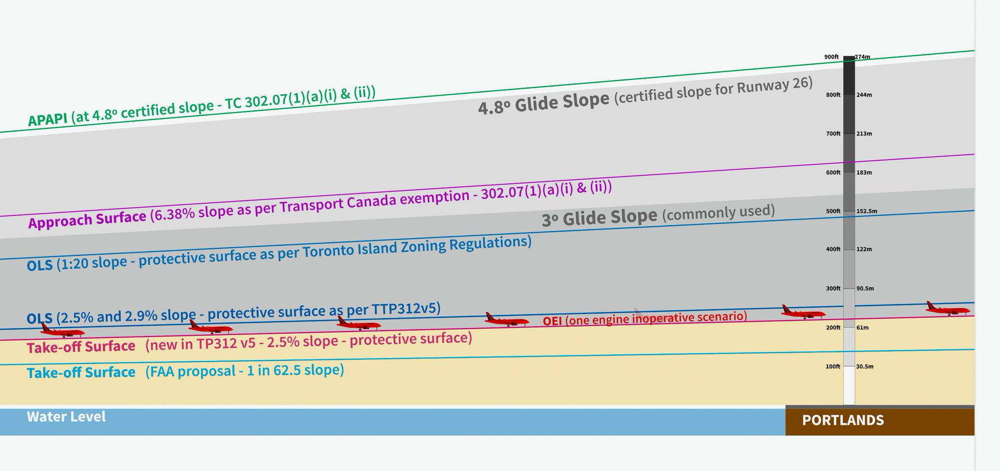 900ft 274m
APAPI (at 4.8º certified slope - TC 302.07(1)(a)(i) & (ii))
4.8º Glide Slope (certified slope for Runway 26)
800ft 244m
700ft 213m
600ft 183m
Approach Surface (6.38% slope as per Transport Canada exemption - 302.07(1)(a)(i) & (ii))
3º Glide Slope (commonly used)
500ft 152.5m
OLS (1:20 slope - protective surface as per Toronto Island Zoning Regulations)
400ft 122m
300ft 90.5m
OLS (2.5% and 2.9% slope - protective surface as per TTP312v5)
OEI (one engine inoperative scenario)
200ft 61m
Take-off Surface (new in TP312 v5 - 2.5% slope - protective surface)
Take-off Surface (FAA proposal - 1 in 62.5 slope)
100ft 30.5m
Water Level
PORTLANDS